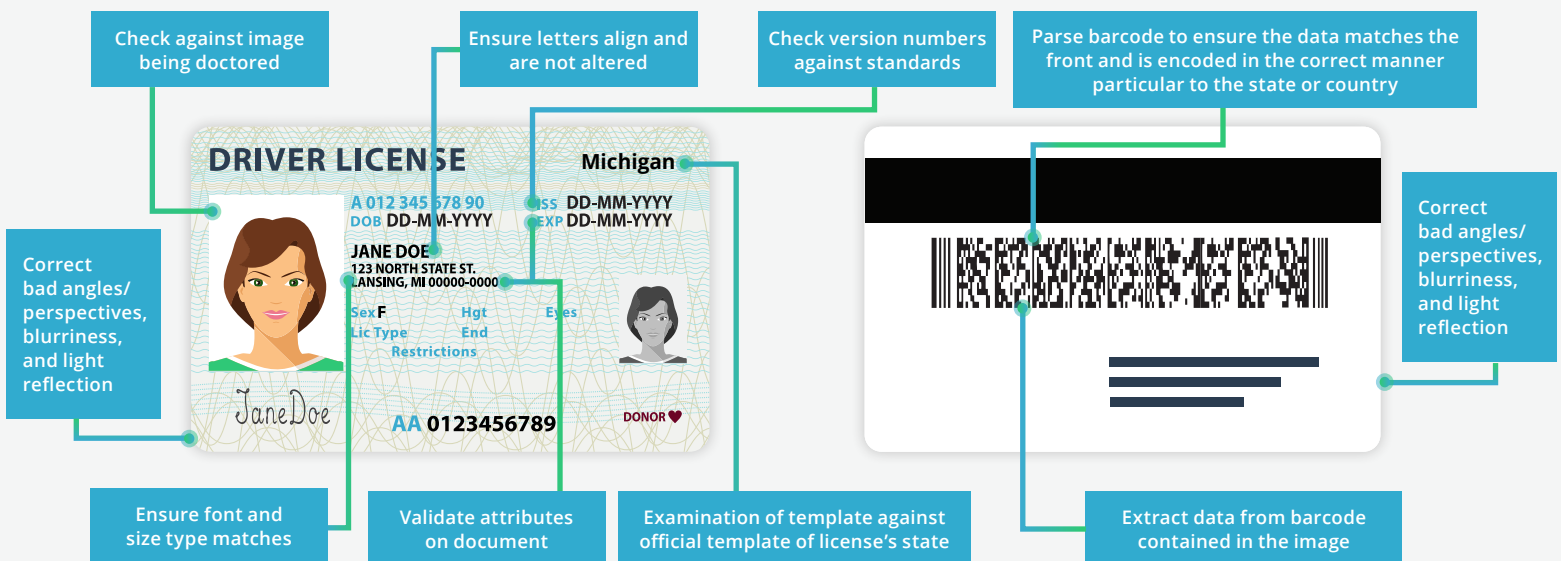 Check against image
being doctored
Ensure letters align and
are not altered
Check version numbers
against standards
Parse barcode to ensure the data matches the
front and is encoded in the correct manner
particular to the state or country
DRIVER LICENSE
Michigan
A 012 345 678 90
ISS DD-MM-YYYY
DOB DD-MM-YYYY
EXP DD-MM-YYYY
JANE DOE
123 NORTH STATE ST.
LANSING, MI 00000-0000
Sex F Hgt Eyes
Lic Type End
Restrictions
JaneDoe
AA 0123456789
DONOR
Correct
bad angles/
perspectives,
blurriness,
and light
reflection
Correct
bad angles/
perspectives,
blurriness,
and light
reflection
Ensure font and
size type matches
Validate attributes
on document
Examination of template against
official template of license's state
Extract data from barcode
contained in the image